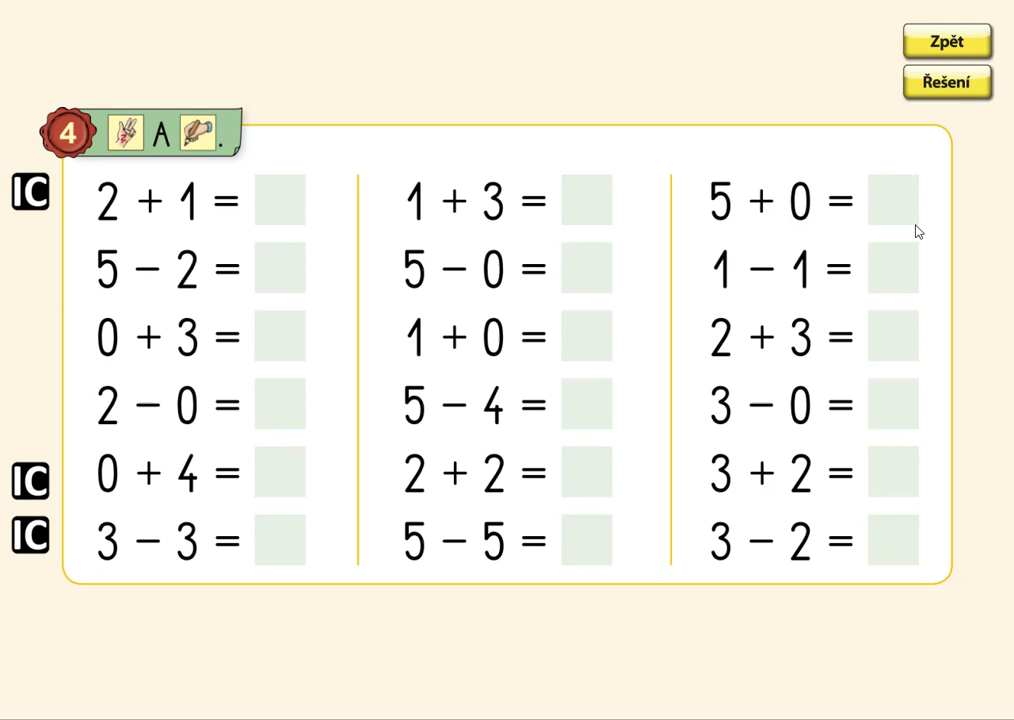 Zpět
Řešení
4 A .
IC
2 + 1 = 1 + 3 = 5 + 0 =
5 - 2 = 5 - 0 = 1 - 1 =
0 + 3 = 1 + 0 = 2 + 3 =
2 - 0 = 5 - 4 = 3 - 0 =
IC
0 + 4 = 2 + 2 = 3 + 2 =
IC
3 - 3 = 5 - 5 = 3 - 2 =